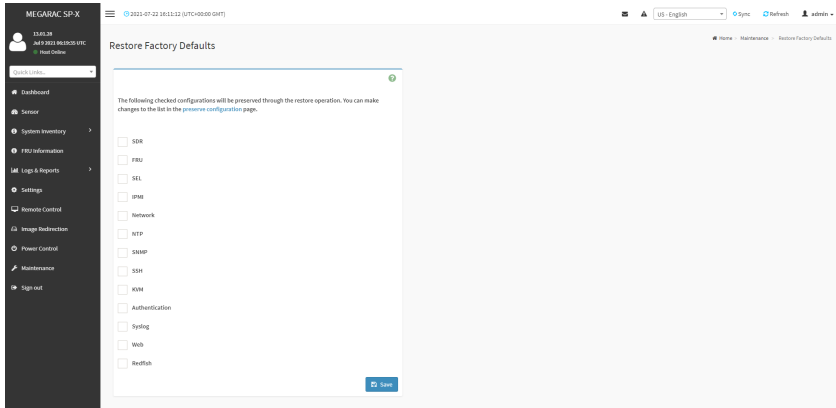 MEGARAC SP-X
2021-07-22 16:11:12 (UTC+00:00 GMT)
US - English
Sync
Refresh
admin
13.01.28
Jul 9 2021 06:19:35 UTC
Host Online
Quick Links..
Dashboard
Sensor
System Inventory
FRU Information
Logs & Reports
Settings
Remote Control
Image Redirection
Power Control
Maintenance
Sign out
Restore Factory Defaults
Home > Maintenance > Restore Factory Defaults
The following checked configurations will be preserved through the restore operation. You can make
changes to the list in the preserve configuration page.
SDR
FRU
SEL
IPMI
Network
NTP
SNMP
SSH
KVM
Authentication
Syslog
Web
Redfish
Save